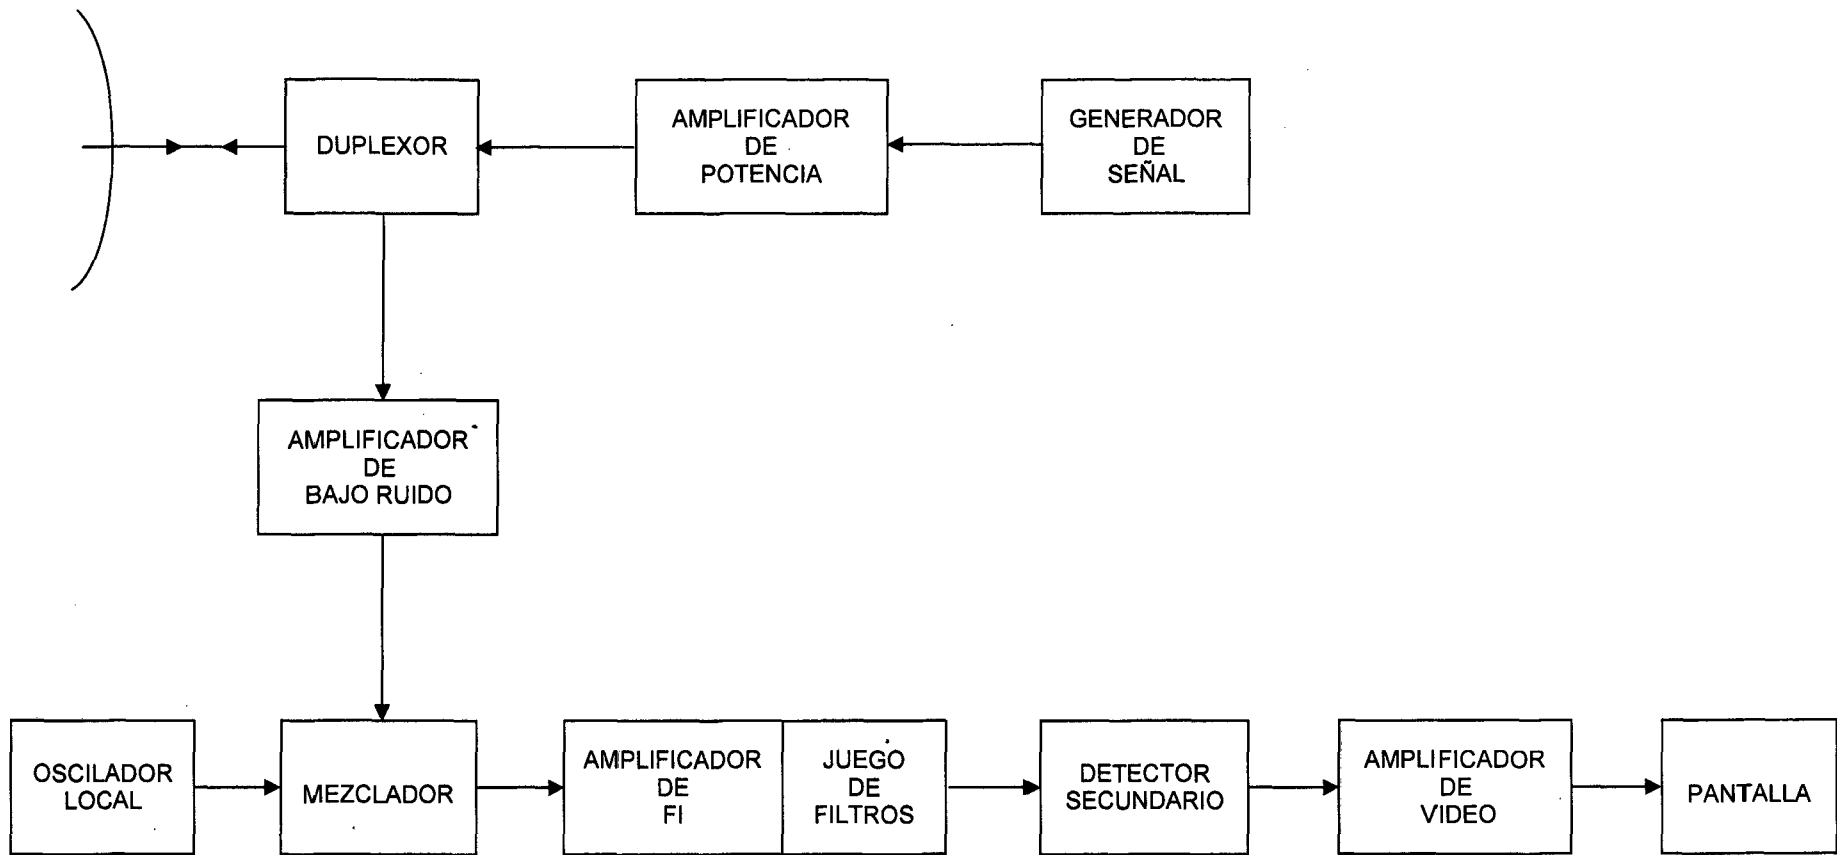 DUPLEXOR
AMPLIFICADOR
DE
POTENCIA
GENERADOR
DE
SEÑAL
AMPLIFICADOR
DE
BAJO RUIDO
OSCILADOR
LOCAL
MEZCLADOR
AMPLIFICADOR
DE
FI
JUEGO
DE
FILTROS
DETECTOR
SECUNDARIO
AMPLIFICADOR
DE
VIDEO
PANTALLA